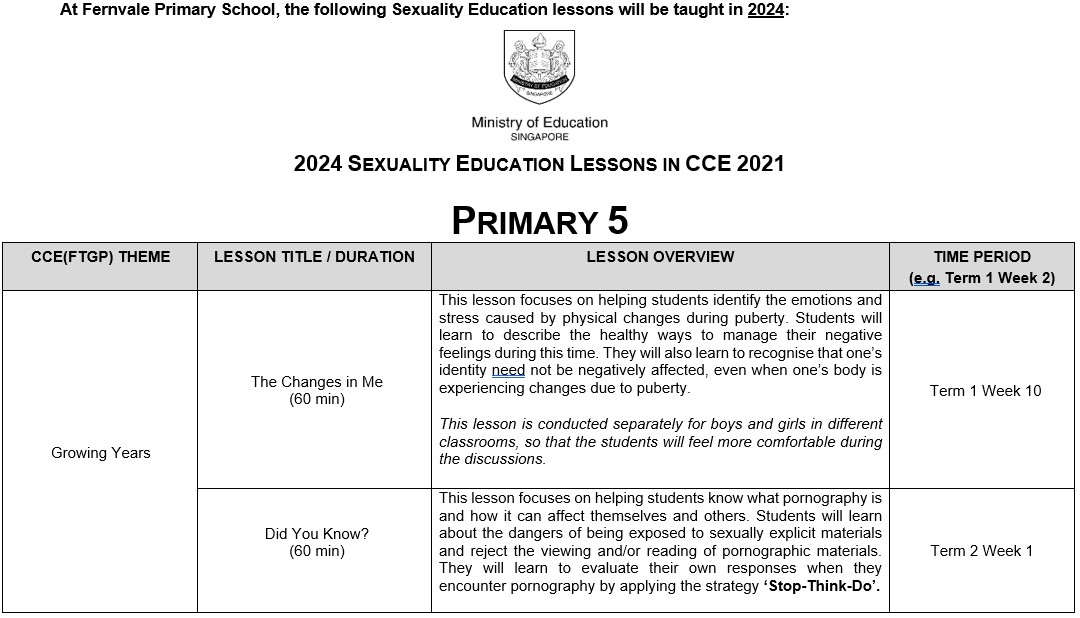 At Fernvale Primary School, the following Sexuality Education lessons will be taught in 2024:
MINISTRY OF EDUCATION
SINGAPORE
Ministry of Education
SINGAPORE
2024 SEXUALITY EDUCATION LESSONS IN CCE 2021
PRIMARY 5
CCE(FTGP) THEME
LESSON TITLE / DURATION
LESSON OVERVIEW
TIME PERIOD
(e.g. Term 1 Week 2)
Growing Years
The Changes in Me
(60 min)
This lesson focuses on helping students identify the emotions and
stress caused by physical changes during puberty. Students will
learn to describe the healthy ways to manage their negative
feelings during this time. They will also learn to recognise that one's
identity need not be negatively affected, even when one's body is
experiencing changes due to puberty.
This lesson is conducted separately for boys and girls in different
classrooms, so that the students will feel more comfortable during
the discussions.
Term 1 Week 10
Did You Know?
(60 min)
This lesson focuses on helping students know what pornography is
and how it can affect themselves and others. Students will learn
about the dangers of being exposed to sexually explicit materials
and reject the viewing and/or reading of pornographic materials.
They will learn to evaluate their own responses when they
encounter pornography by applying the strategy ‘Stop-Think-Do’.
Term 2 Week 1